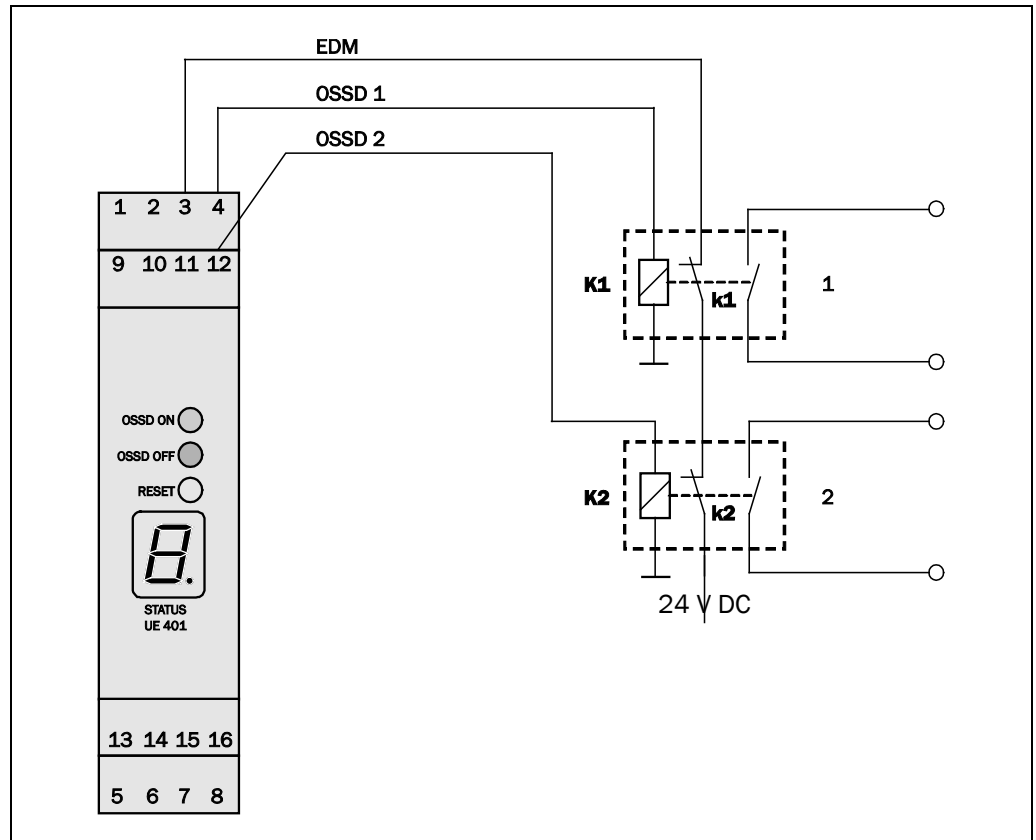 EDM
OSSD 1
OSSD 2
1 2 3 4
9 10 11 12
K1 k1 1
OSSD ON
OSSD OFF
RESET
K2 k2 2
8.
24 V DC
STATUS
UE 401
13 14 15 16
5 6 7 8